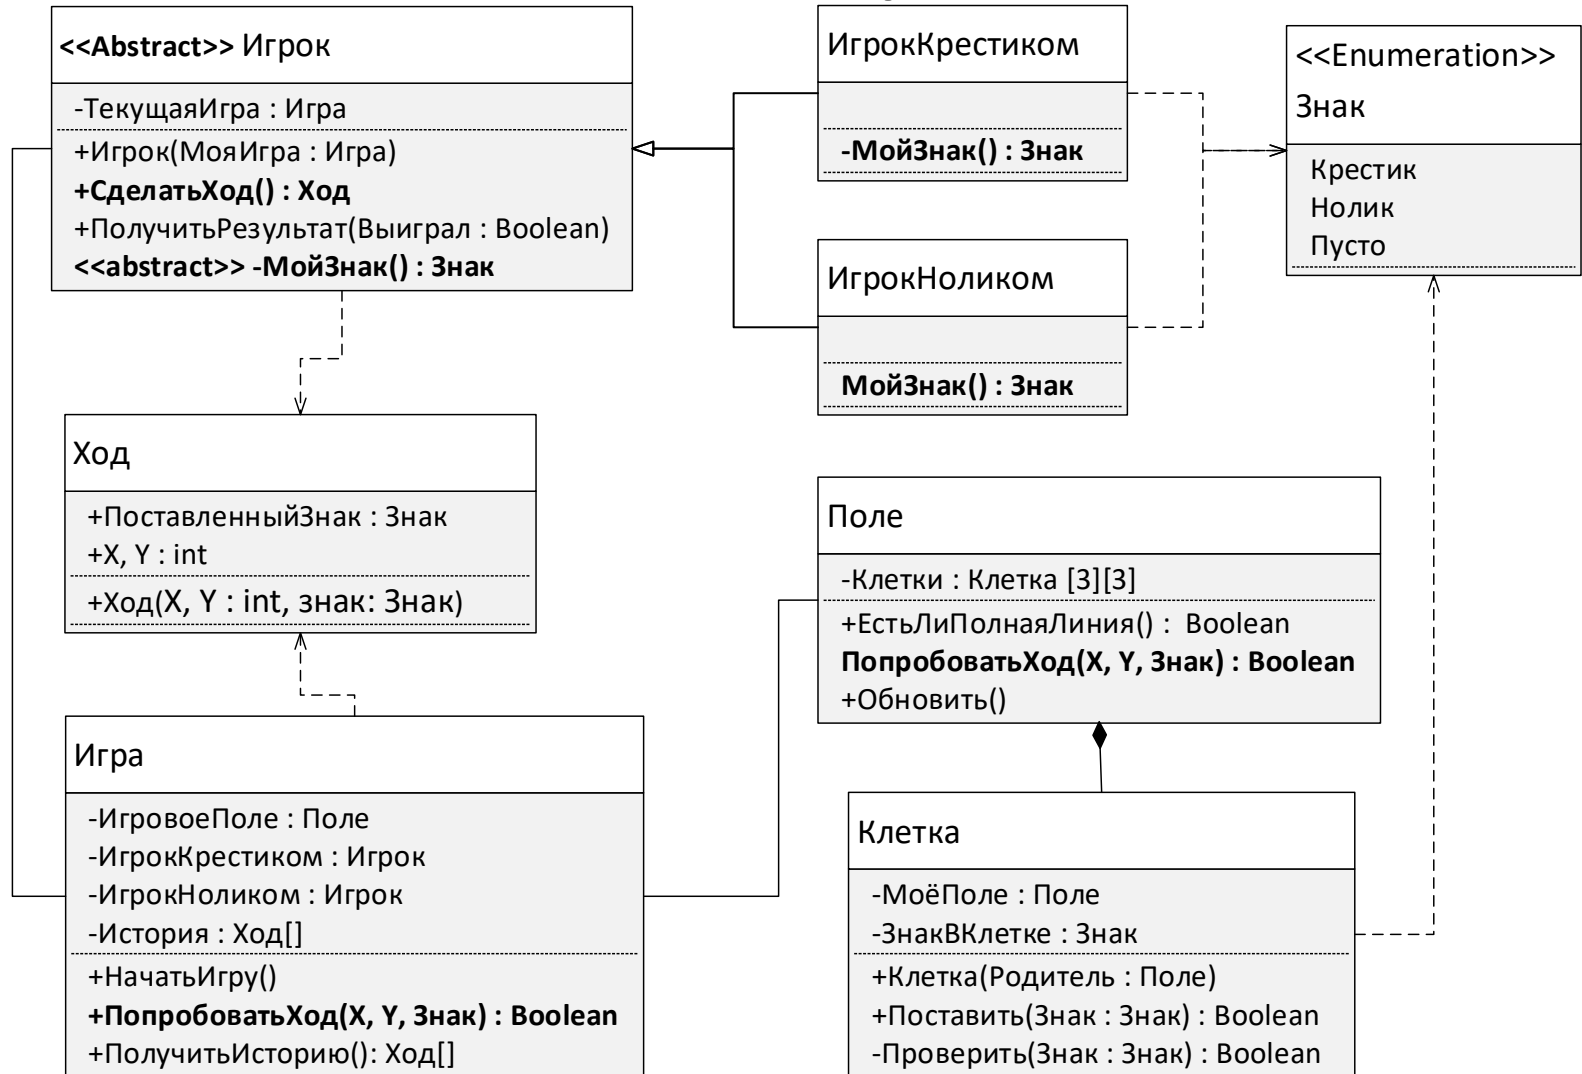 <<Abstract>> Игрок
-ТекущаяИгра : Игра
+Игрок(МояИгра : Игра)
+СделатьХод() : Ход
+ПолучитьРезультат(Выиграл : Boolean)
<<abstract>> -МойЗнак() : Знак
ИгрокКрестиком
-МойЗнак() : Знак
ИгрокНоликом
МойЗнак() : Знак
<<Enumeration>>
Знак
Крестик
Нолик
Пусто
Ход
+ПоставленныйЗнак : Знак
+X, Y : int
+Ход(X, Y : int, знак: Знак)
Поле
-Клетки : Клетка [3][3]
+ЕстьЛиПолнаяЛиния() : Boolean
ПопробоватьХод(X, Y, Знак) : Boolean
+Обновить()
Игра
-ИгровоеПоле : Поле
-ИгрокКрестиком : Игрок
-ИгрокНоликом : Игрок
-История : Ход[]
+НачатьИгру()
+ПопробоватьХод(X, Y, Знак) : Boolean
+ПолучитьИсторию(): Ход[]
Клетка
-МоёПоле : Поле
-ЗнакВКлетке : Знак
+Клетка(Родитель : Поле)
+Поставить(Знак : Знак) : Boolean
-Проверить(Знак : Знак) : Boolean